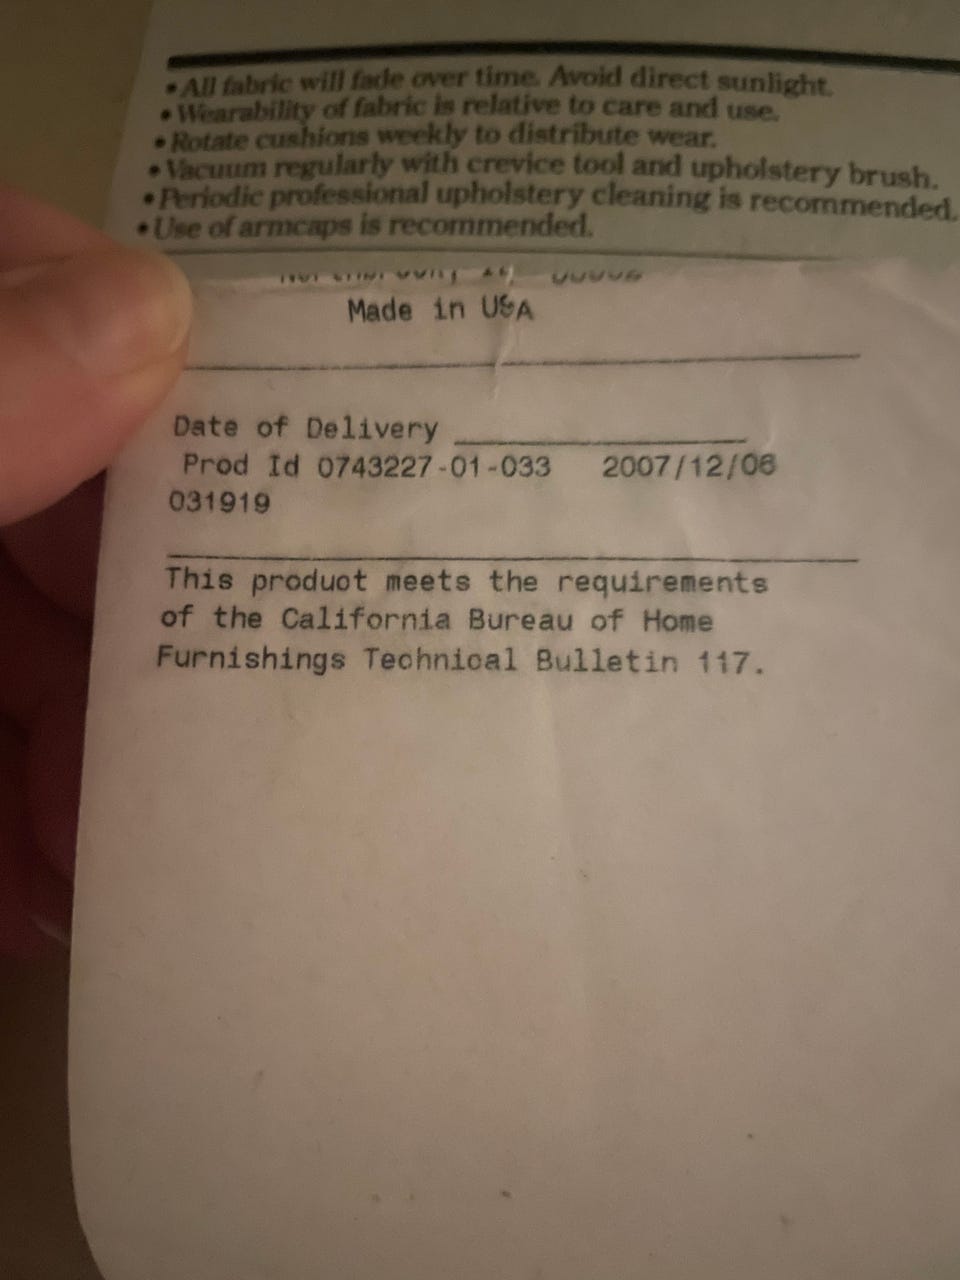 • All fabric will fade over time. Avoid direct sunlight.
• Wearability of fabric is relative to care and use.
• Rotate cushions weekly to distribute wear.
• Vacuum regularly with crevice tool and upholstery brush.
• Periodic professional upholstery cleaning is recommended.
• Use of armcaps is recommended.
Made in USA
Date of Delivery
Prod Id 0743227-01-033 2007/12/06
031919
This product meets the requirements
of the California Bureau of Home
Furnishings Technical Bulletin 117.